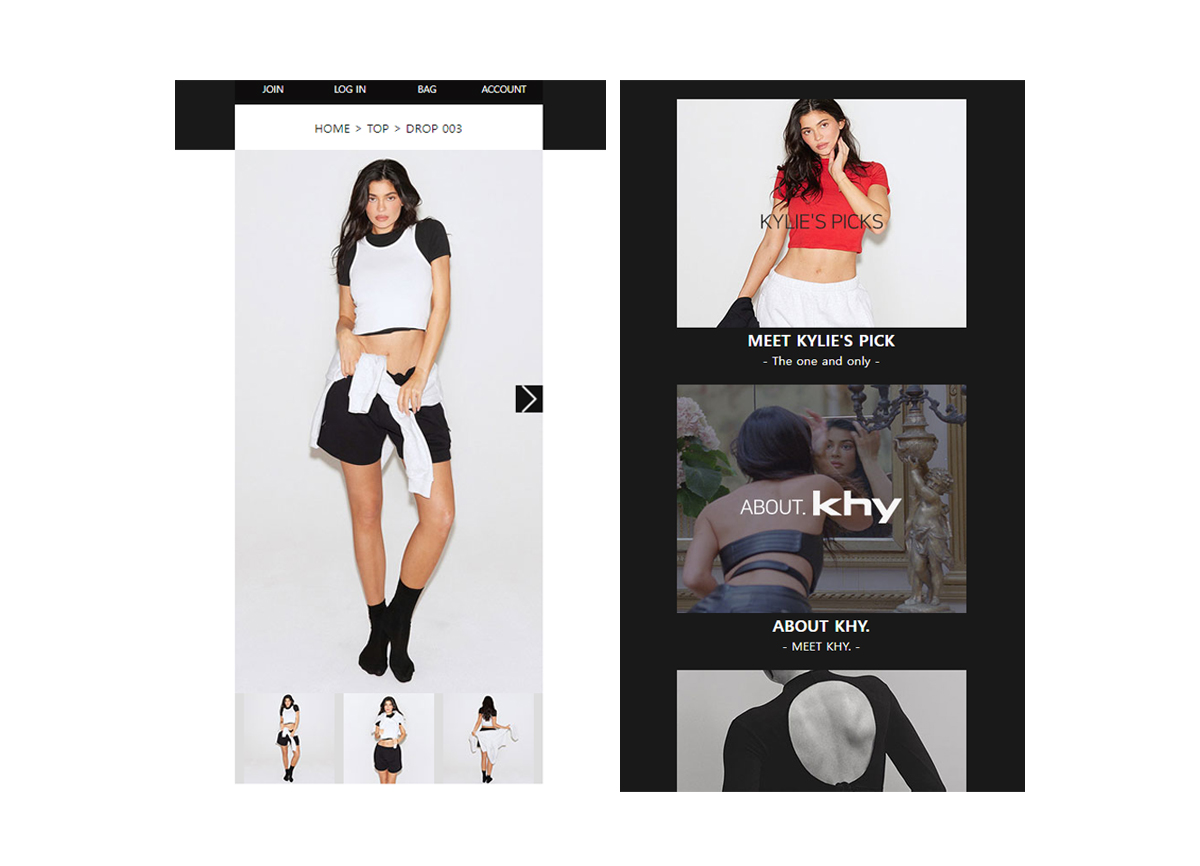 JOIN LOG IN BAG ACCOUNT
HOME > TOP > DROP 003
KYLIE'S PICKS
MEET KYLIE'S PICK
- The one and only -
ABOUT. khy
ABOUT KHY.
- MEET KHY. -